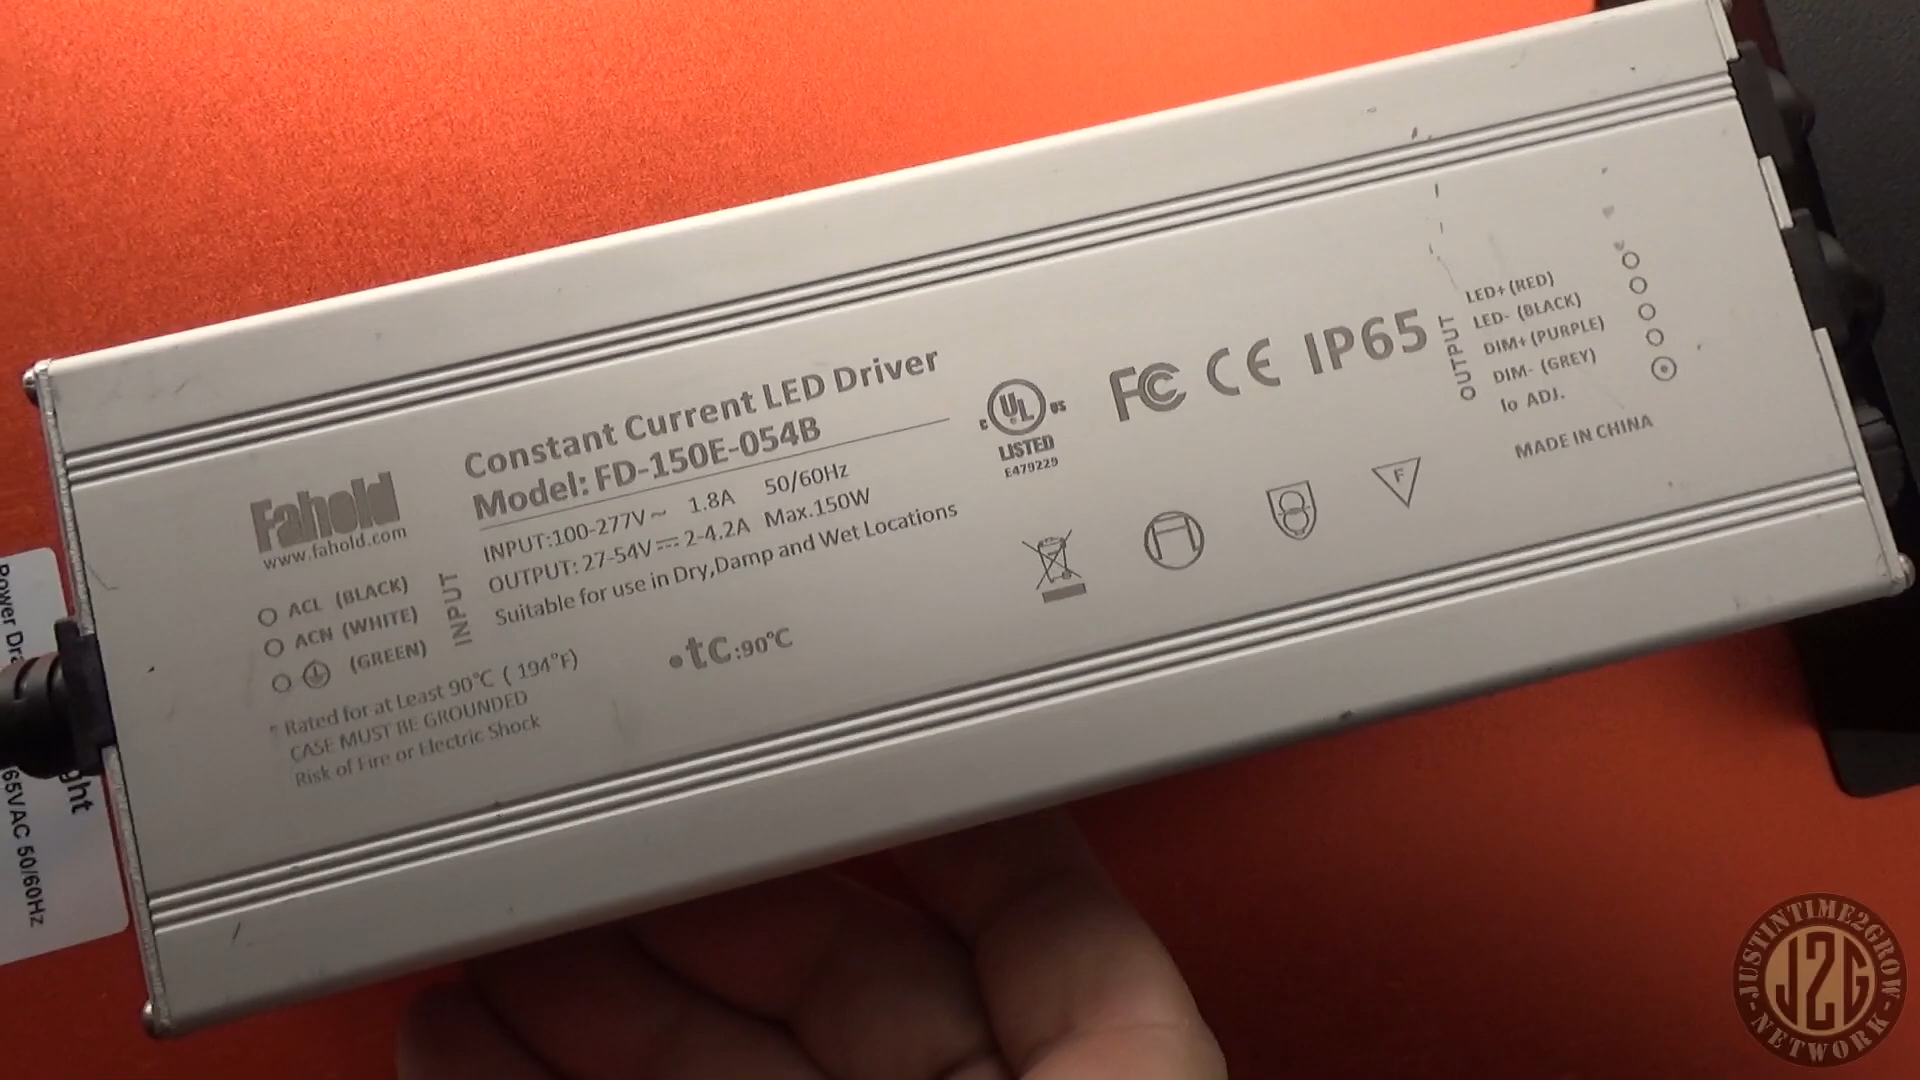 Fahold
www.fahold.com
Constant Current LED Driver
Model: FD-150E-054B
INPUT:100-277V~ 1.8A 50/60Hz
OUTPUT: 27-54V⎓ 2-4.2A Max.150W
Suitable for use in Dry,Damp and Wet Locations
ACL (BLACK)
ACN (WHITE)
(GREEN)
INPUT
* Rated for at Least 90℃ ( 194°F)
CASE MUST BE GROUNDED
Risk of Fire or Electric Shock
•tc:90℃
c UL us
LISTED
E479229
FC CE IP65
F
OUTPUT
LED+ (RED)
LED- (BLACK)
DIM+ (PURPLE)
DIM- (GREY)
Io ADJ.
MADE IN CHINA
Power
65VAC 50/60Hz
JUSTINTIME2GROW
J2G
NETWORK